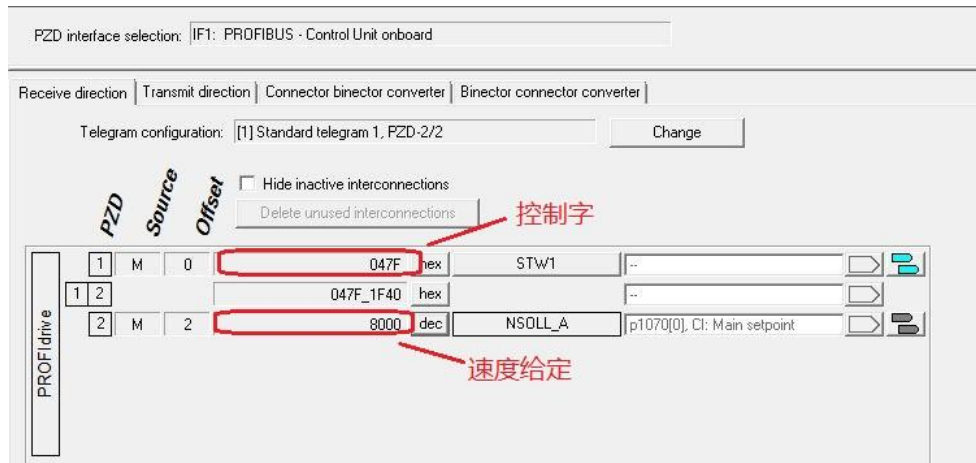 PZD interface selection: IF1: PROFIBUS - Control Unit onboard
Receive direction Transmit direction Connector binector converter Binector connector converter
Telegram configuration: [1] Standard telegram 1, PZD-2/2 Change
PZD Source Offset
Hide inactive interconnections
Delete unused interconnections
控制字
1 M 0 047F hex STW1 --
1 2 047F_1F40 hex --
2 M 2 8000 dec NSOLL_A p1070[0], CI: Main setpoint
速度给定
PROFIdrive